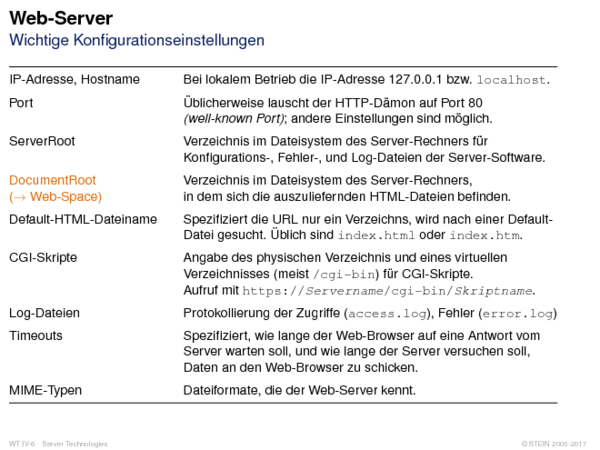 Web-Server
Wichtige Konfigurationseinstellungen
IP-Adresse, Hostname Bei lokalem Betrieb die IP-Adresse 127.0.0.1 bzw. localhost.
Port Üblicherweise lauscht der HTTP-Dämon auf Port 80
(well-known Port); andere Einstellungen sind möglich.
ServerRoot Verzeichnis im Dateisystem des Server-Rechners für
Konfigurations-, Fehler-, und Log-Dateien der Server-Software.
DocumentRoot Verzeichnis im Dateisystem des Server-Rechners,
(→ Web-Space) in dem sich die auszuliefernden HTML-Dateien befinden.
Default-HTML-Dateiname Spezifiziert die URL nur ein Verzeichns, wird nach einer Default-
Datei gesucht. Üblich sind index.html oder index.htm.
CGI-Skripte Angabe des physischen Verzeichnis und eines virtuellen
Verzeichnisses (meist /cgi-bin) für CGI-Skripte.
Aufruf mit https://Servername/cgi-bin/Skriptname.
Log-Dateien Protokollierung der Zugriffe (access.log), Fehler (error.log)
Timeouts Spezifiziert, wie lange der Web-Browser auf eine Antwort vom
Server warten soll, und wie lange der Server versuchen soll,
Daten an den Web-Browser zu schicken.
MIME-Typen Dateiformate, die der Web-Server kennt.
WT:IV-6 Server Technologies © STEIN 2005-2017